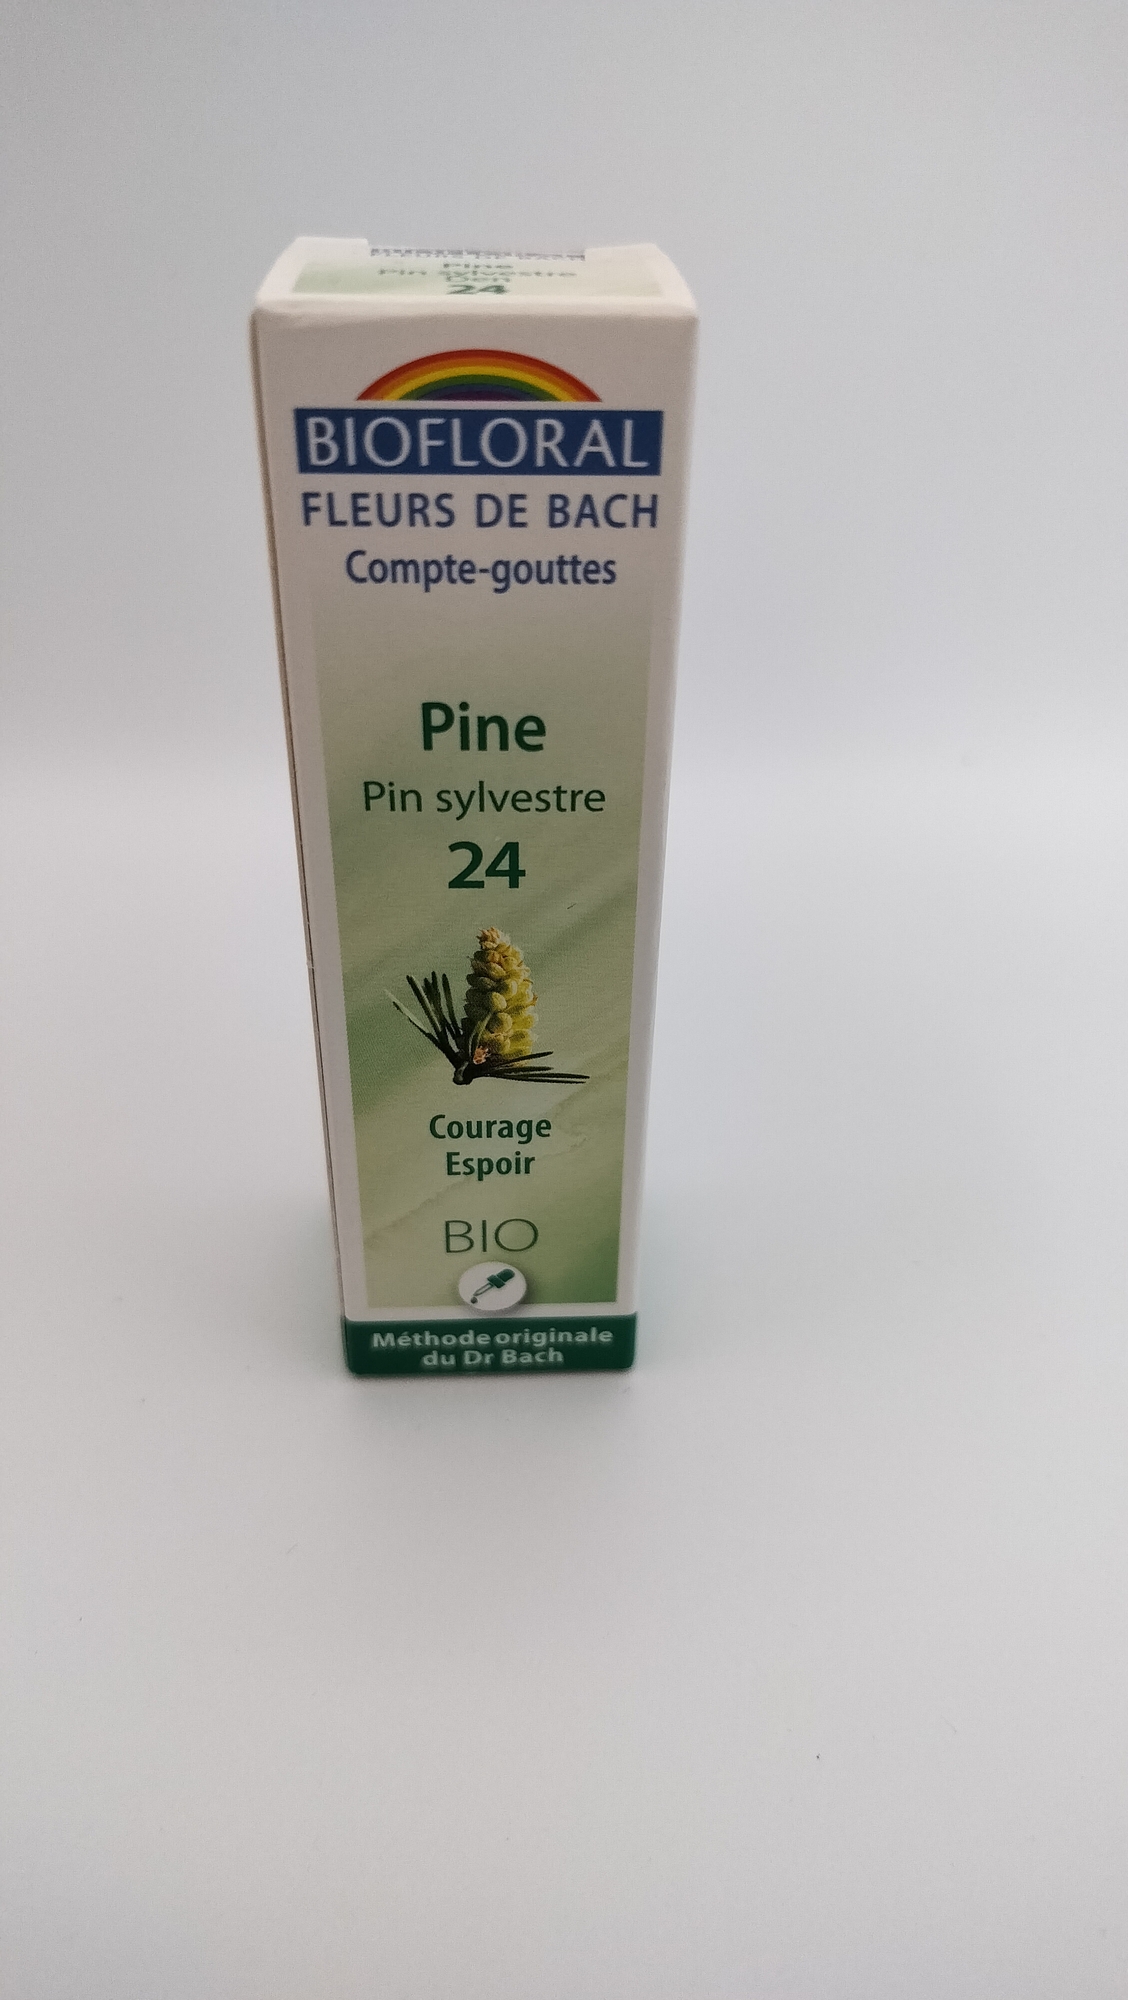 Pine
Pin sylvestre
Den
24
BIOFLORAL
FLEURS DE BACH
Compte-gouttes
Pine
Pin sylvestre
24
Courage
Espoir
BIO
Méthode originale
du Dr Bach